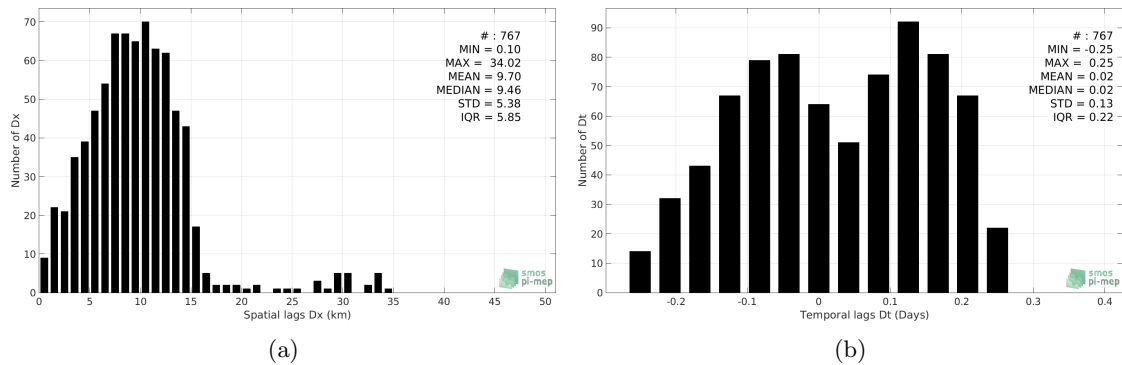 70
60
50
40
30
20
10
0
Number of Dx
# : 767
MIN = 0.10
MAX = 34.02
MEAN = 9.70
MEDIAN = 9.46
STD = 5.38
IQR = 5.85
smos
pi-mep
0 5 10 15 20 25 30 35 40 45 50
Spatial lags Dx (km)
(a)
90
80
70
60
50
40
30
20
10
0
Number of Dt
# : 767
MIN = -0.25
MAX = 0.25
MEAN = 0.02
MEDIAN = 0.02
STD = 0.13
IQR = 0.22
smos
pi-mep
-0.2 -0.1 0 0.1 0.2 0.3 0.4
Temporal lags Dt (Days)
(b)